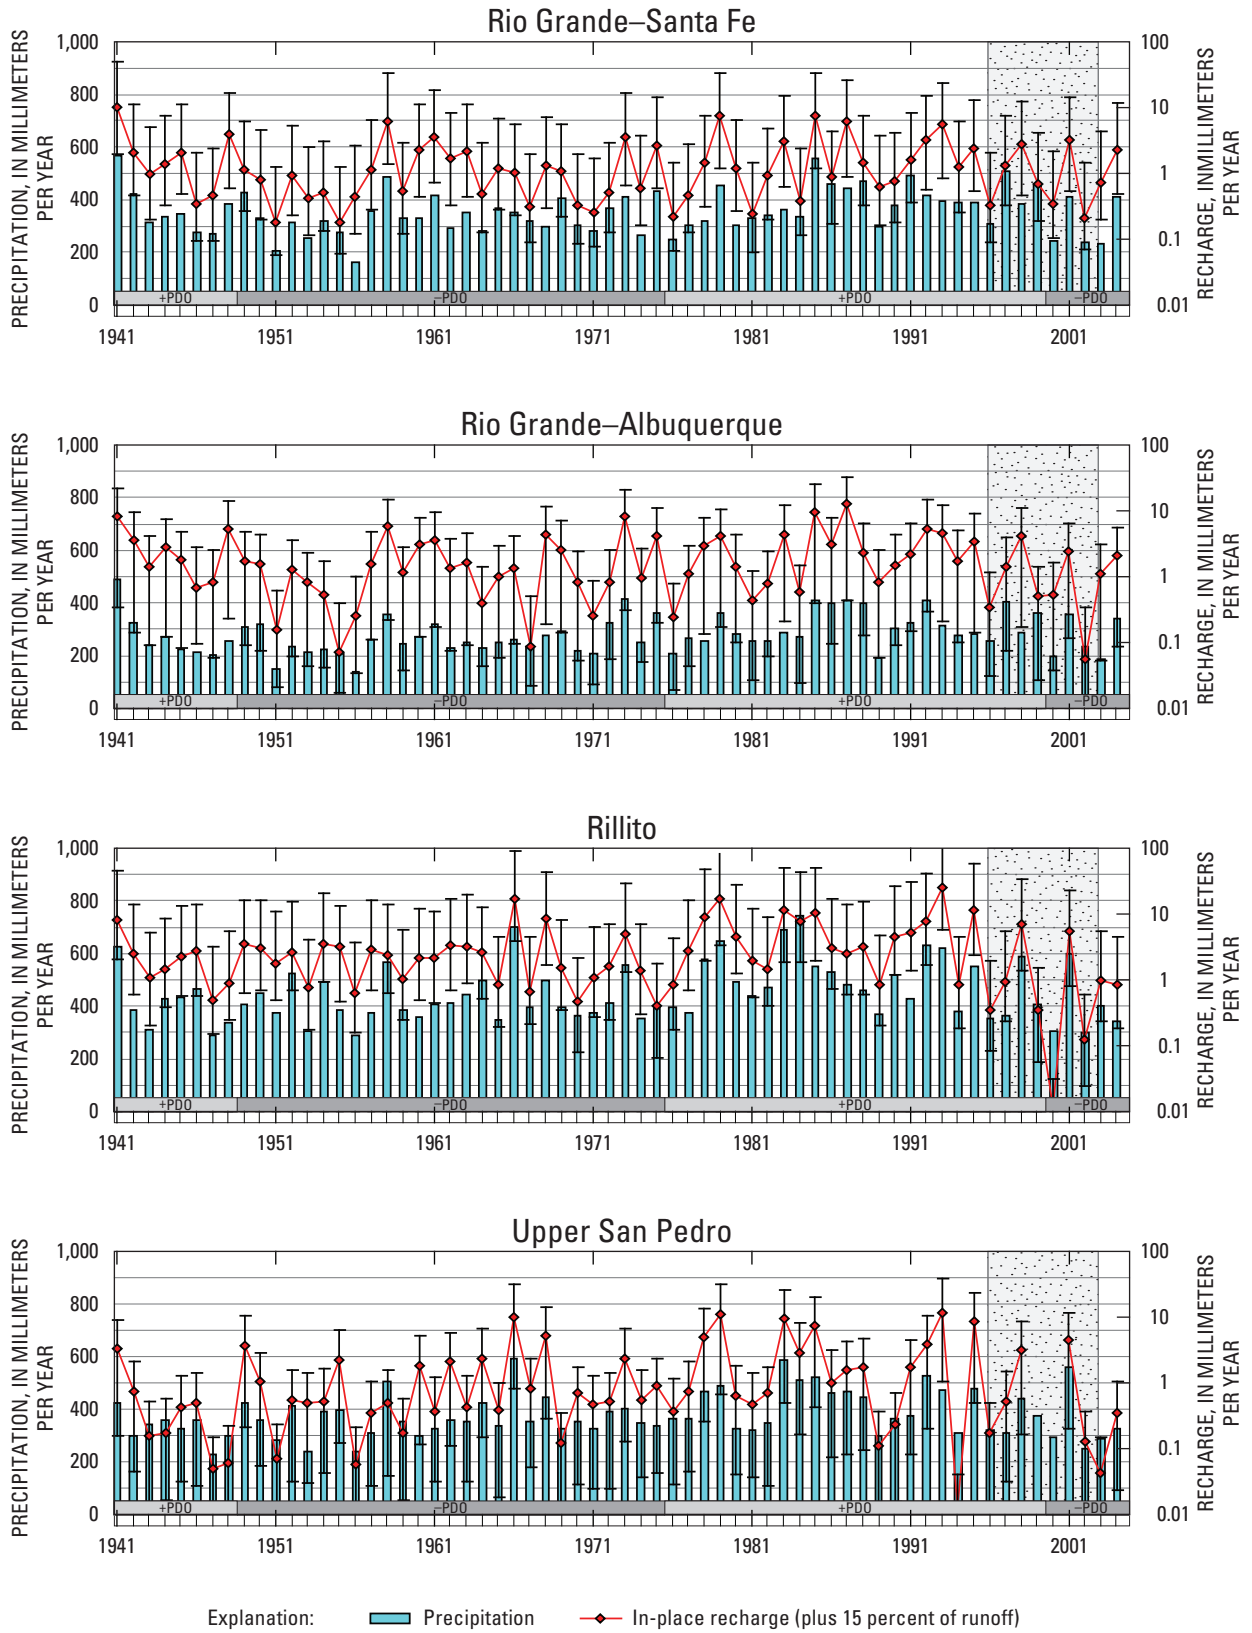 Rio Grande–Santa Fe
PRECIPITATION, IN MILLIMETERS
PER YEAR
1,000
800
600
400
200
0
100
10
1
0.1
0.01
RECHARGE, INMILLIMETERS
PER YEAR
+PDO
–PDO
+PDO
–PDO
1941
1951
1961
1971
1981
1991
2001
Rio Grande–Albuquerque
PRECIPITATION, IN MILLIMETERS
PER YEAR
1,000
800
600
400
200
0
100
10
1
0.1
0.01
RECHARGE, IN MILLIMETERS
PER YEAR
+PDO
–PDO
+PDO
–PDO
1941
1951
1961
1971
1981
1991
2001
Rillito
PRECIPITATION, IN MILLIMETERS
PER YEAR
1,000
800
600
400
200
0
100
10
1
0.1
0.01
RECHARGE, IN MILLIMETERS
PER YEAR
+PDO
–PDO
+PDO
–PDO
1941
1951
1961
1971
1981
1991
2001
Upper San Pedro
PRECIPITATION, IN MILLIMETERS
PER YEAR
1,000
800
600
400
200
0
100
10
1
0.1
0.01
RECHARGE, IN MILLIMETERS
PER YEAR
+PDO
–PDO
+PDO
–PDO
1941
1951
1961
1971
1981
1991
2001
Explanation: Precipitation In-place recharge (plus 15 percent of runoff)